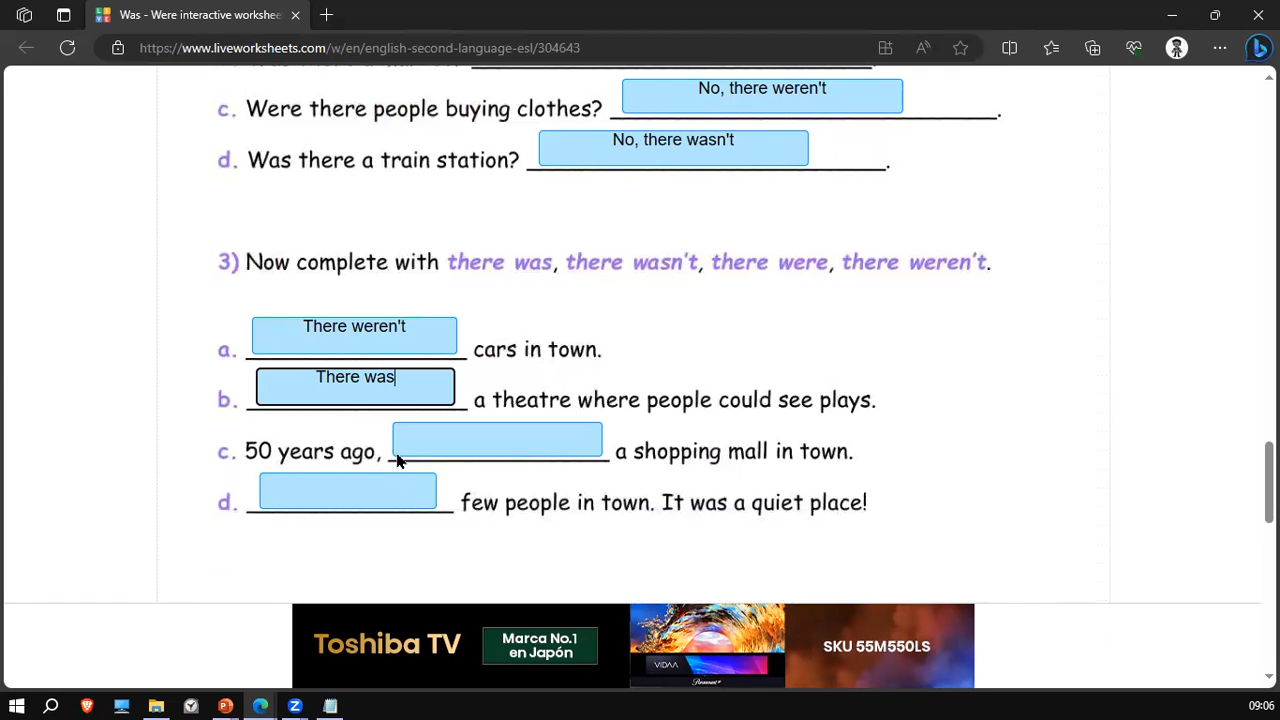 Was - Were interactive workshee
https://www.liveworksheets.com/w/en/english-second-language-esl/304643
c. Were there people buying clothes? No, there weren't.
d. Was there a train station? No, there wasn't.
3) Now complete with there was, there wasn't, there were, there weren't.
a. There weren't cars in town.
b. There was a theatre where people could see plays.
c. 50 years ago, a shopping mall in town.
d. few people in town. It was a quiet place!
Toshiba TV Marca No.1 en Japón VIDAA Paramount+ SKU 55M550LS
09:06